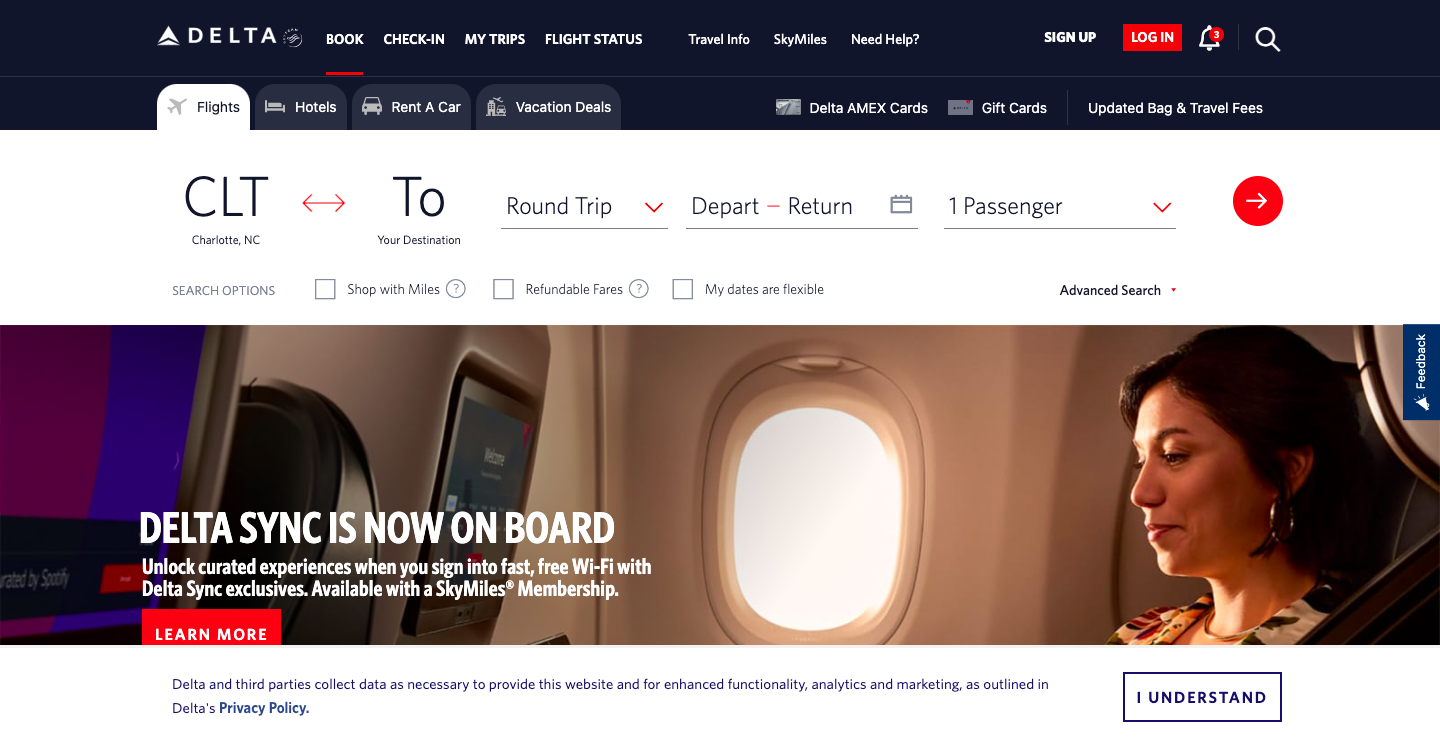 DELTA
BOOK
CHECK-IN
MY TRIPS
FLIGHT STATUS
Travel Info
SkyMiles
Need Help?
SIGN UP
LOG IN
3
Flights
Hotels
Rent A Car
Vacation Deals
Delta AMEX Cards
Gift Cards
Updated Bag & Travel Fees
CLT
Charlotte, NC
To
Your Destination
Round Trip
Depart – Return
1 Passenger
SEARCH OPTIONS
Shop with Miles ?
Refundable Fares ?
My dates are flexible
Advanced Search
Feedback
Welcome
DELTA SYNC IS NOW ON BOARD
Unlock curated experiences when you sign into fast, free Wi-Fi with
Delta Sync exclusives. Available with a SkyMiles® Membership.
urated by Spotify
LEARN MORE
Delta and third parties collect data as necessary to provide this website and for enhanced functionality, analytics and marketing, as outlined in
Delta's Privacy Policy.
I UNDERSTAND